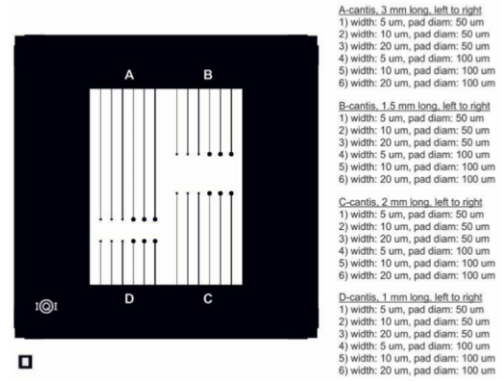 A-cantis, 3 mm long, left to right
1) width: 5 um, pad diam: 50 um
2) width: 10 um, pad diam: 50 um
3) width: 20 um, pad diam: 50 um
4) width: 5 um, pad diam: 100 um
5) width: 10 um, pad diam: 100 um
6) width: 20 um, pad diam: 100 um
B-cantis, 1.5 mm long, left to right
1) width: 5 um, pad diam: 50 um
2) width: 10 um, pad diam: 50 um
3) width: 20 um, pad diam: 50 um
4) width: 5 um, pad diam: 100 um
5) width: 10 um, pad diam: 100 um
6) width: 20 um, pad diam: 100 um
C-cantis, 2 mm long, left to right
1) width: 5 um, pad diam: 50 um
2) width: 10 um, pad diam: 50 um
3) width: 20 um, pad diam: 50 um
4) width: 5 um, pad diam: 100 um
5) width: 10 um, pad diam: 100 um
6) width: 20 um, pad diam: 100 um
D-cantis, 1 mm long, left to right
1) width: 5 um, pad diam: 50 um
2) width: 10 um, pad diam: 50 um
3) width: 20 um, pad diam: 50 um
4) width: 5 um, pad diam: 100 um
5) width: 10 um, pad diam: 100 um
6) width: 20 um, pad diam: 100 um
A B
D C